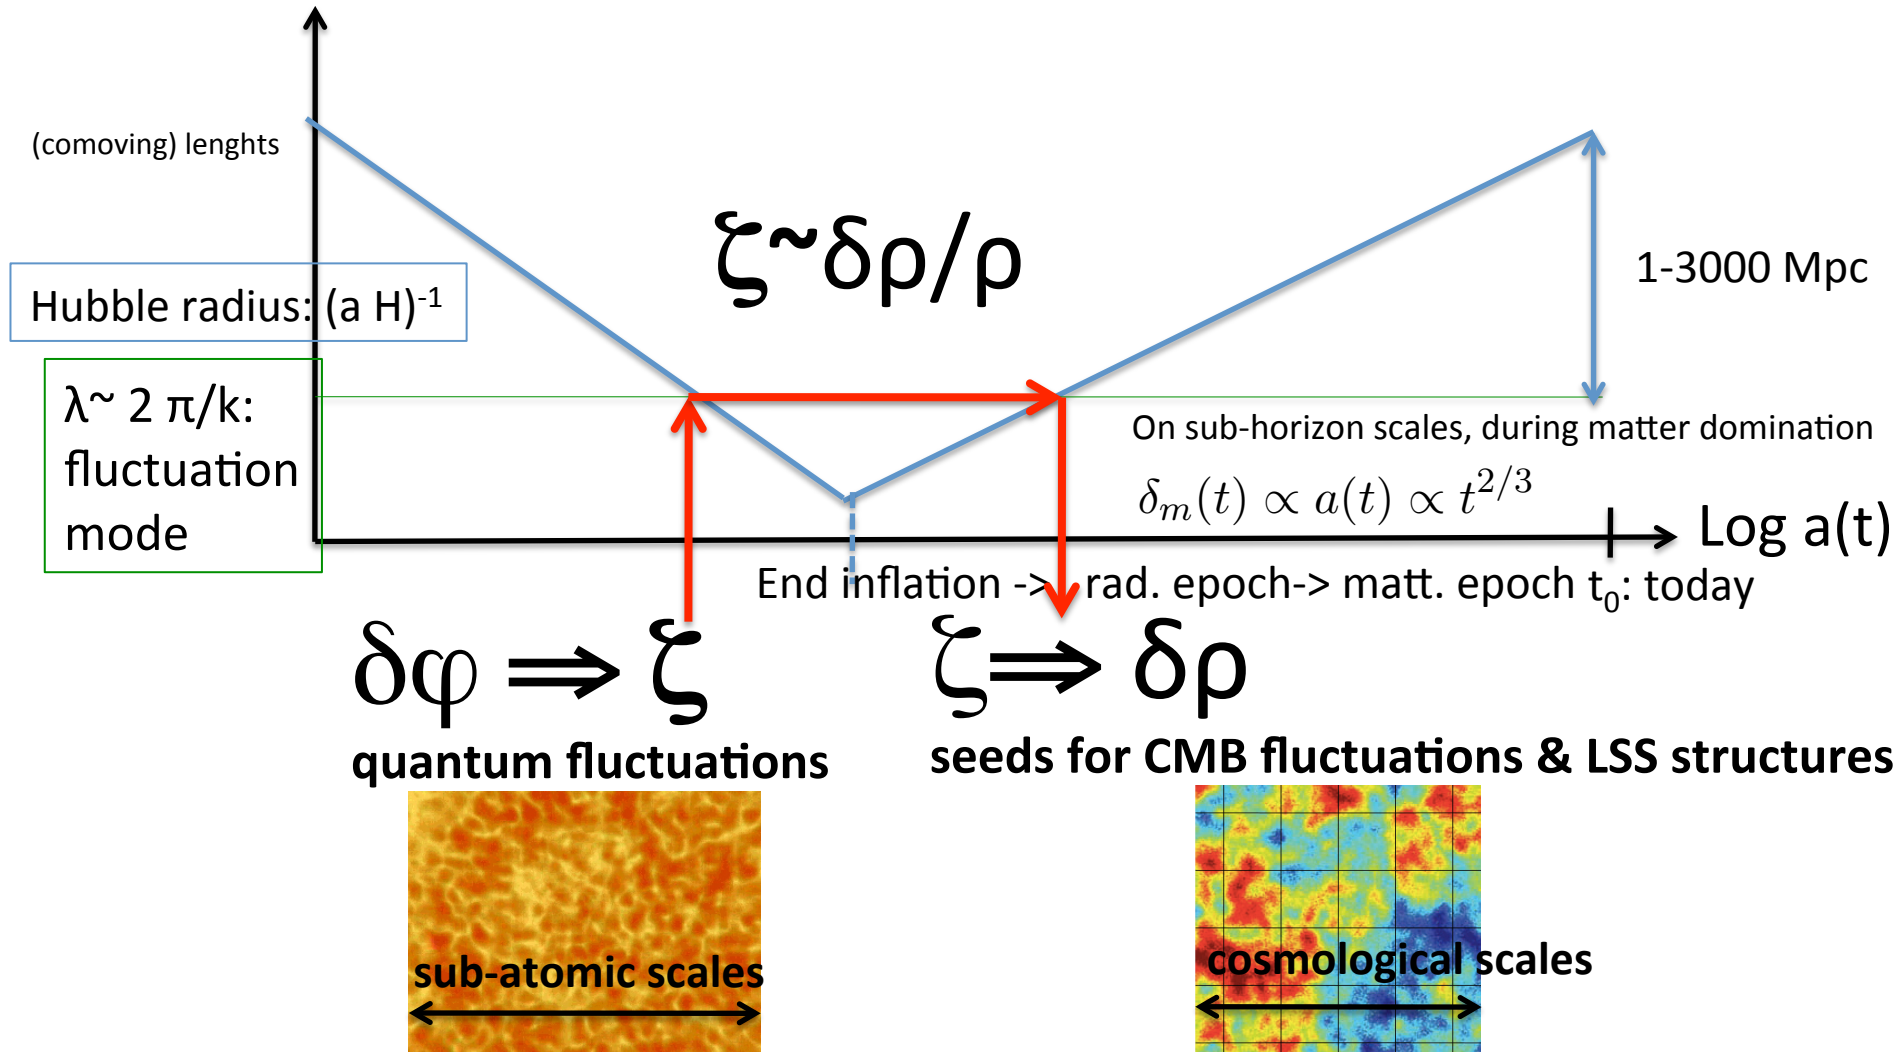 (comoving) lenghts
ζ~δρ/ρ
1-3000 Mpc
Hubble radius: (a H)⁻¹
λ~ 2 π/k:
fluctuation
mode
On sub-horizon scales, during matter domination
δₘ(t) ∝ a(t) ∝ t^{2/3}
Log a(t)
End inflation -> rad. epoch-> matt. epoch t₀: today
δφ ⇒ ζ
ζ⇒ δρ
quantum fluctuations
seeds for CMB fluctuations & LSS structures
sub-atomic scales
cosmological scales